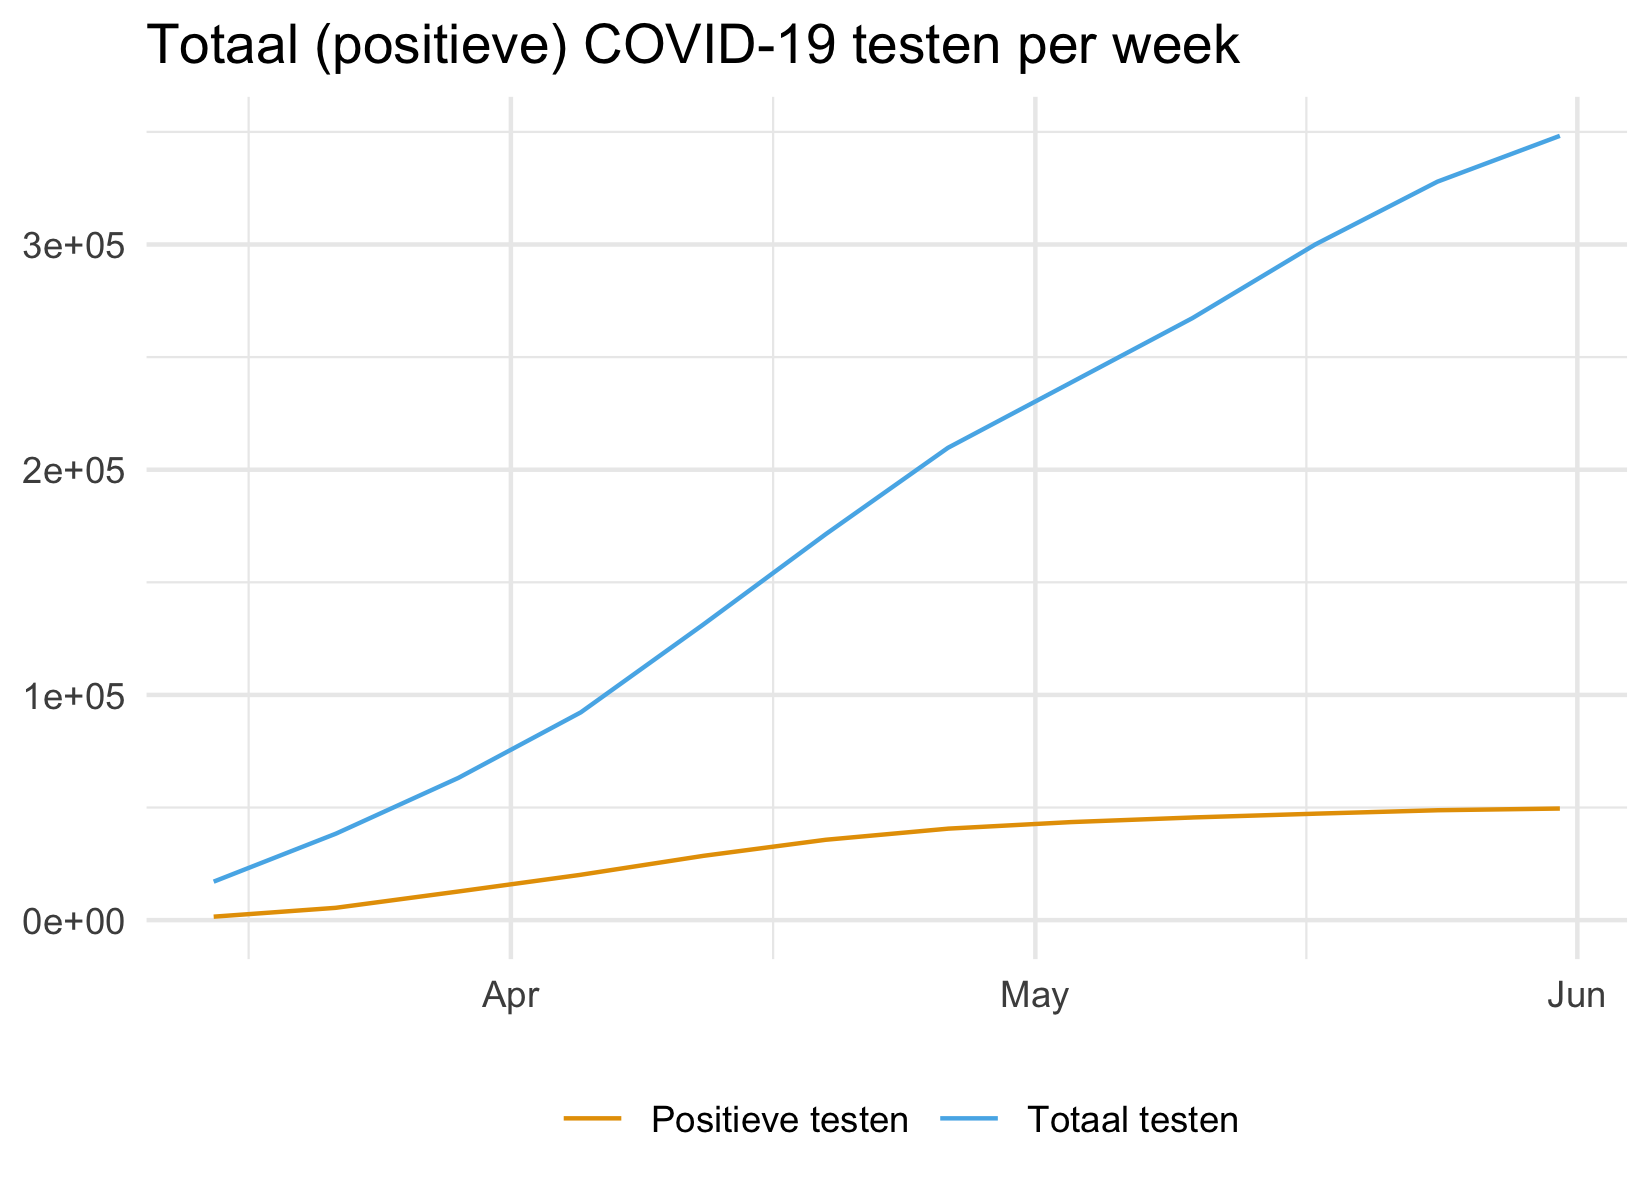 Totaal (positieve) COVID-19 testen per week
3e+05
2e+05
1e+05
0e+00
Apr May Jun
Positieve testen Totaal testen